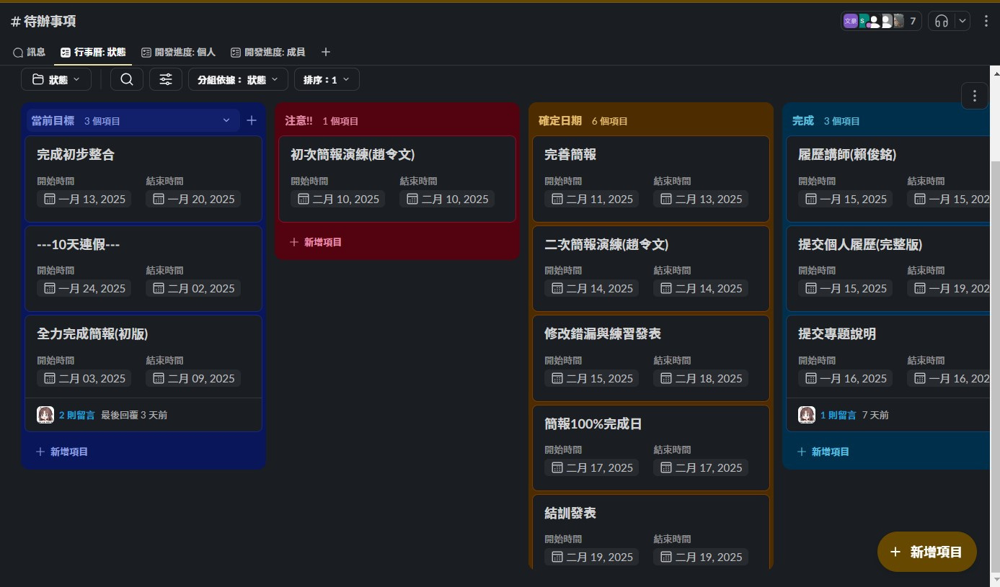 # 待辦事項
文豪
S
7
訊息
行事曆: 狀態
開發進度: 個人
開發進度: 成員
狀態
分組依據： 狀態
排序：1
當前目標 3 個項目
完成初步整合
開始時間 結束時間
一月 13, 2025 一月 20, 2025
---10天連假---
開始時間 結束時間
一月 24, 2025 二月 02, 2025
全力完成簡報(初版)
開始時間 結束時間
二月 03, 2025 二月 09, 2025
2 則留言 最後回覆 3 天前
新增項目
注意!! 1 個項目
初次簡報演練(趙令文)
開始時間 結束時間
二月 10, 2025 二月 10, 2025
新增項目
確定日期 6 個項目
完善簡報
開始時間 結束時間
二月 11, 2025 二月 13, 2025
二次簡報演練(趙令文)
開始時間 結束時間
二月 14, 2025 二月 14, 2025
修改錯漏與練習發表
開始時間 結束時間
二月 15, 2025 二月 18, 2025
簡報100%完成日
開始時間 結束時間
二月 17, 2025 二月 17, 2025
結訓發表
開始時間 結束時間
二月 19, 2025 二月 19, 2025
完成 3 個項目
履歷講師(賴俊銘)
開始時間 結束時間
一月 15, 2025 一月 15, 202
提交個人履歷(完整版)
開始時間 結束時間
一月 15, 2025 一月 19, 202
提交專題說明
開始時間 結束時間
一月 16, 2025 一月 16, 202
1 則留言 7 天前
新增項目
新增項目